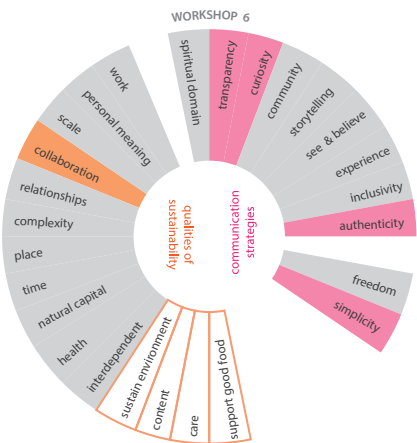 WORKSHOP 6
spiritual domain
transparency
curiosity
community
storytelling
see & believe
experience
inclusivity
authenticity
freedom
simplicity
support good food
care
content
sustain environment
interdependent
health
natural capital
time
place
complexity
relationships
collaboration
scale
personal meaning
work
qualities of
sustainability
communication
strategies